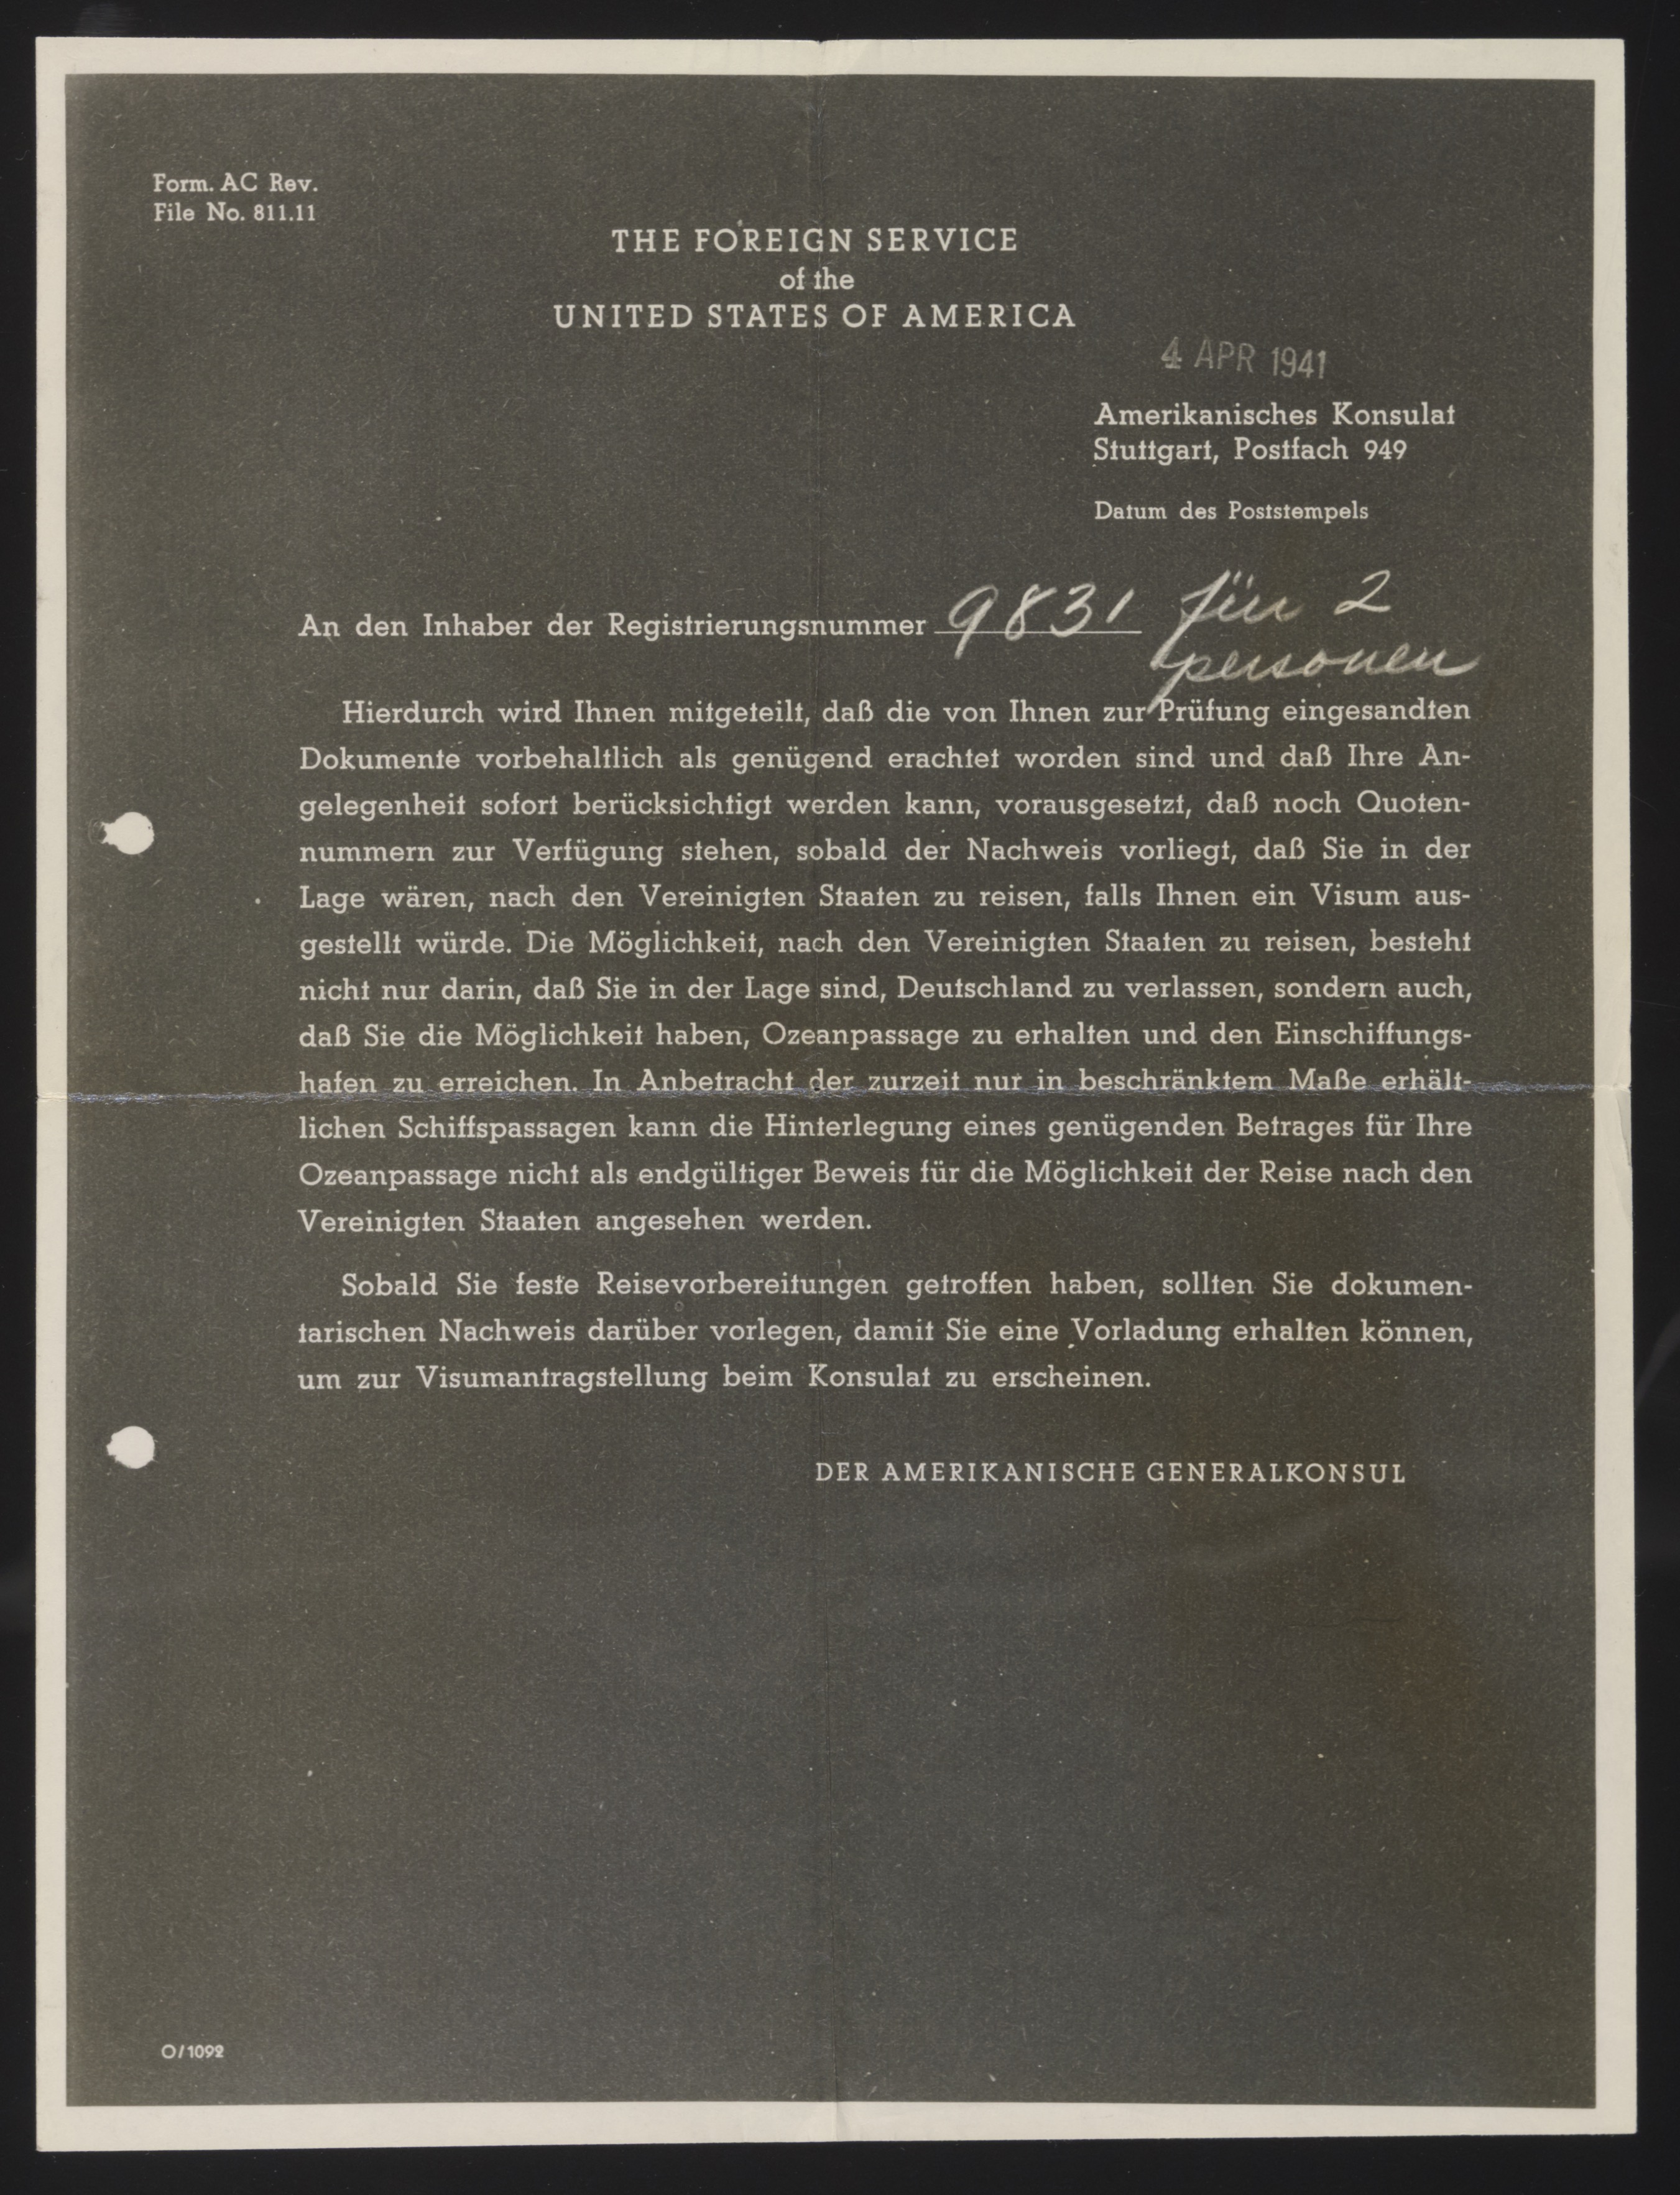 Form. AC Rev.
File No. 811.11
THE FOREIGN SERVICE
of the
UNITED STATES OF AMERICA
4 APR 1941
Amerikanisches Konsulat
Stuttgart, Postfach 949
Datum des Poststempels
An den Inhaber der Registrierungsnummer 9831 für 2
personen
Hierdurch wird Ihnen mitgeteilt, daß die von Ihnen zur Prüfung eingesandten
Dokumente vorbehaltlich als genügend erachtet worden sind und daß Ihre An-
gelegenheit sofort berücksichtigt werden kann, vorausgesetzt, daß noch Quoten-
nummern zur Verfügung stehen, sobald der Nachweis vorliegt, daß Sie in der
Lage wären, nach den Vereinigten Staaten zu reisen, falls Ihnen ein Visum aus-
gestellt würde. Die Möglichkeit, nach den Vereinigten Staaten zu reisen, besteht
nicht nur darin, daß Sie in der Lage sind, Deutschland zu verlassen, sondern auch,
daß Sie die Möglichkeit haben, Ozeanpassage zu erhalten und den Einschiffungs-
hafen zu erreichen. In Anbetracht der zurzeit nur in beschränktem Maße erhält-
lichen Schiffspassagen kann die Hinterlegung eines genügenden Betrages für Ihre
Ozeanpassage nicht als endgültiger Beweis für die Möglichkeit der Reise nach den
Vereinigten Staaten angesehen werden.
Sobald Sie feste Reisevorbereitungen getroffen haben, sollten Sie dokumen-
tarischen Nachweis darüber vorlegen, damit Sie eine Vorladung erhalten können,
um zur Visumantragstellung beim Konsulat zu erscheinen.
DER AMERIKANISCHE GENERALKONSUL
O/1092